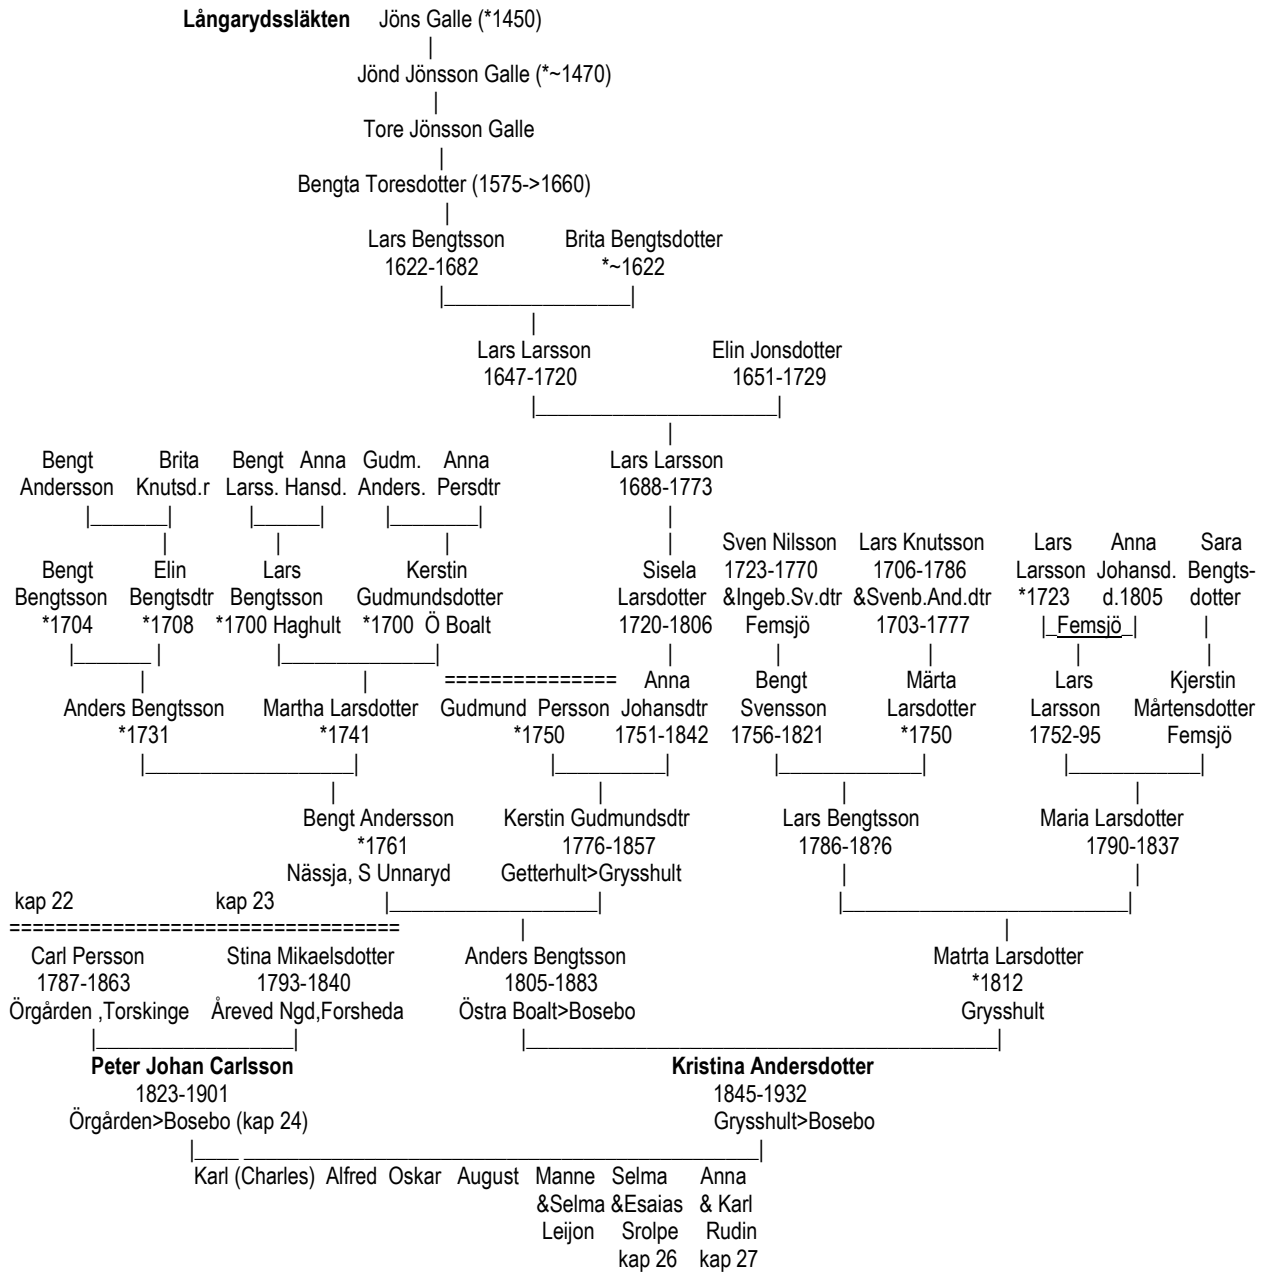 Långarydssläkten Jöns Galle (*1450)
Jönd Jönsson Galle (*~1470)
Tore Jönsson Galle
Bengta Toresdotter (1575->1660)
Lars Bengtsson Brita Bengtsdotter
1622-1682 *~1622
Lars Larsson Elin Jonsdotter
1647-1720 1651-1729
Bengt Brita Bengt Anna Gudm. Anna Lars Larsson
Andersson Knutsd.r Larss. Hansd. Anders. Persdtr 1688-1773
Sven Nilsson Lars Knutsson Lars Anna Sara
Bengt Elin Lars Kerstin Sisela 1723-1770 1706-1786 Larsson Johansd. Bengts-
Bengtsson Bengtsdtr Bengtsson Gudmundsdotter Larsdotter &Ingeb.Sv.dtr &Svenb.And.dtr *1723 d.1805 dotter
*1704 *1708 *1700 Haghult *1700 Ö Boalt 1720-1806 Femsjö 1703-1777 Femsjö
=============== Anna Bengt Märta Lars Kjerstin
Anders Bengtsson Martha Larsdotter Gudmund Persson Johansdtr Svensson Larsdotter Larsson Mårtensdotter
*1731 *1741 *1750 1751-1842 1756-1821 *1750 1752-95 Femsjö
Bengt Andersson Kerstin Gudmundsdtr Lars Bengtsson Maria Larsdotter
*1761 1776-1857 1786-18?6 1790-1837
Nässja, S Unnaryd Getterhult>Grysshult
kap 22 kap 23
==================================
Carl Persson Stina Mikaelsdotter Anders Bengtsson Matrta Larsdotter
1787-1863 1793-1840 1805-1883 *1812
Örgården ,Torskinge Åreved Ngd,Forsheda Östra Boalt>Bosebo Grysshult
Peter Johan Carlsson Kristina Andersdotter
1823-1901 1845-1932
Örgården>Bosebo (kap 24) Grysshult>Bosebo
Karl (Charles) Alfred Oskar August Manne Selma Anna
&Selma &Esaias & Karl
Leijon Srolpe Rudin
kap 26 kap 27